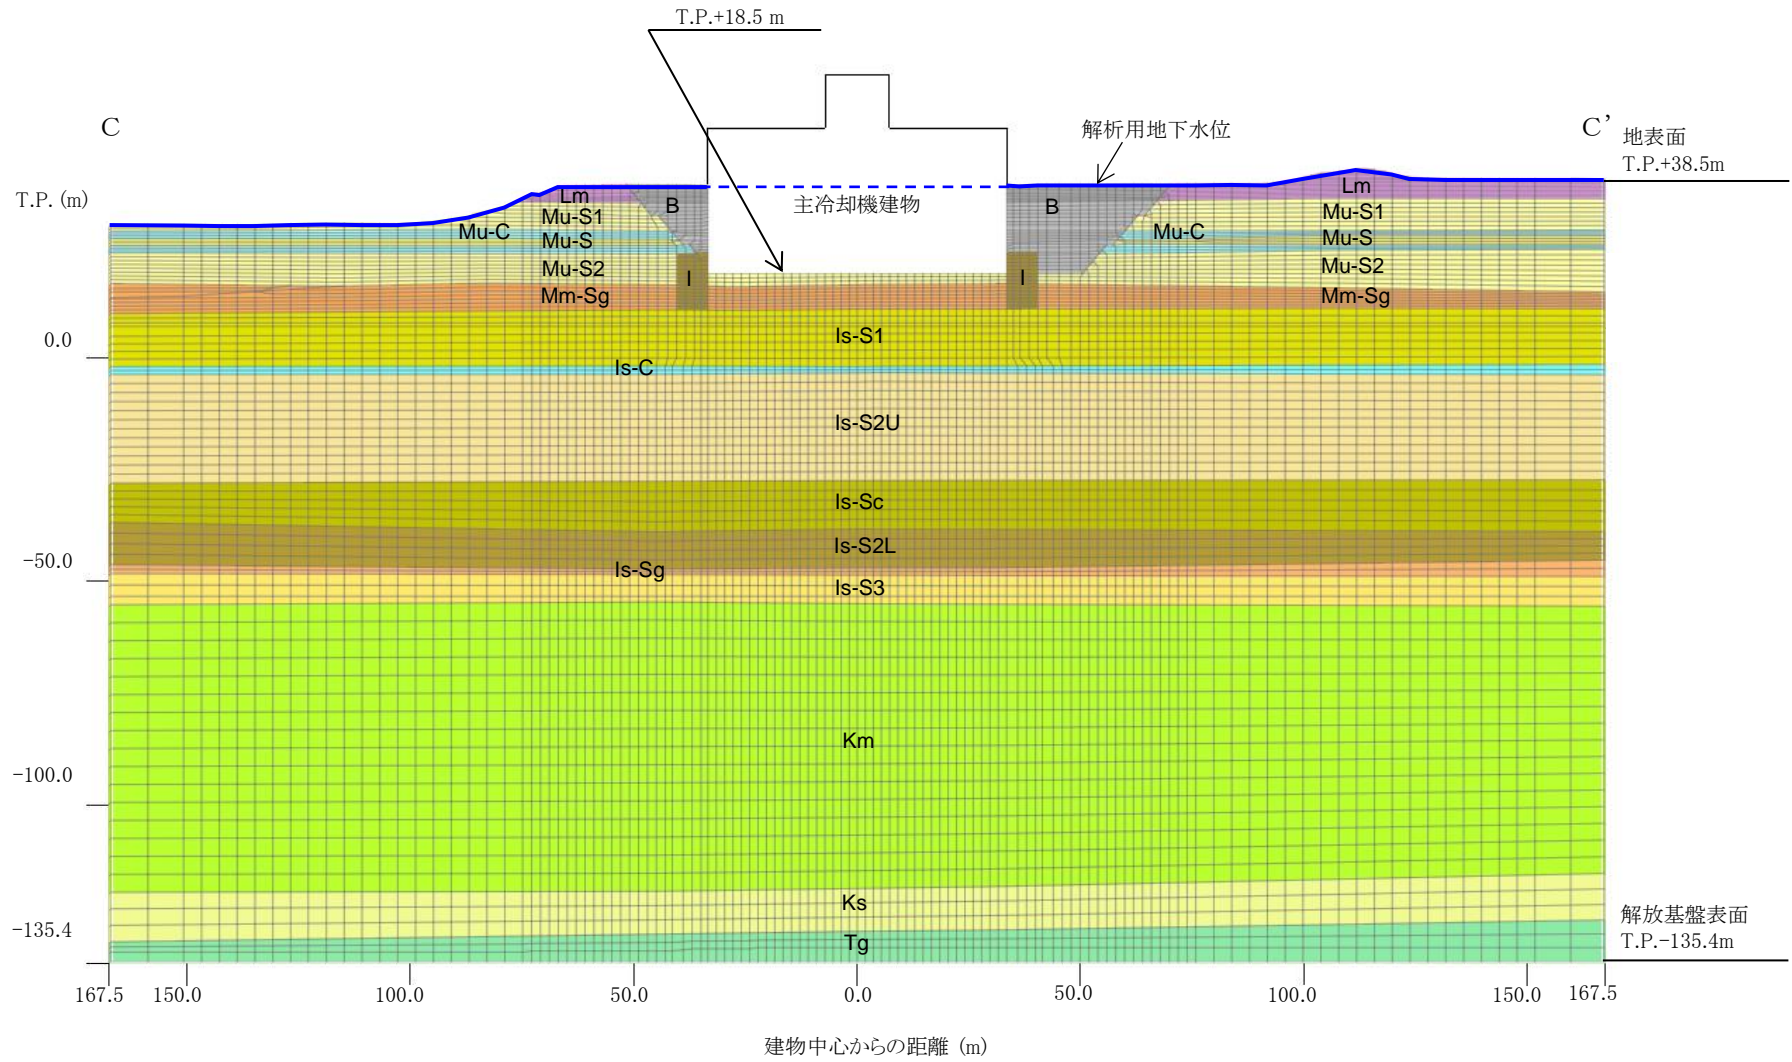 T.P.+18.5 m
C
解析用地下水位
C’
地表面
T.P.+38.5m
T.P. (m)
Lm
Lm
B
主冷却機建物
B
Mu-S1
Mu-S1
Mu-C
Mu-C
Mu-S
Mu-S
Mu-S2
Mu-S2
I
I
Mm-Sg
Mm-Sg
0.0
Is-S1
Is-C
Is-S2U
Is-Sc
Is-S2L
-50.0
Is-Sg
Is-S3
Km
-100.0
Ks
解放基盤表面
T.P.-135.4m
-135.4
Tg
167.5 150.0 100.0 50.0 0.0 50.0 100.0 150.0 167.5
建物中心からの距離 (m)